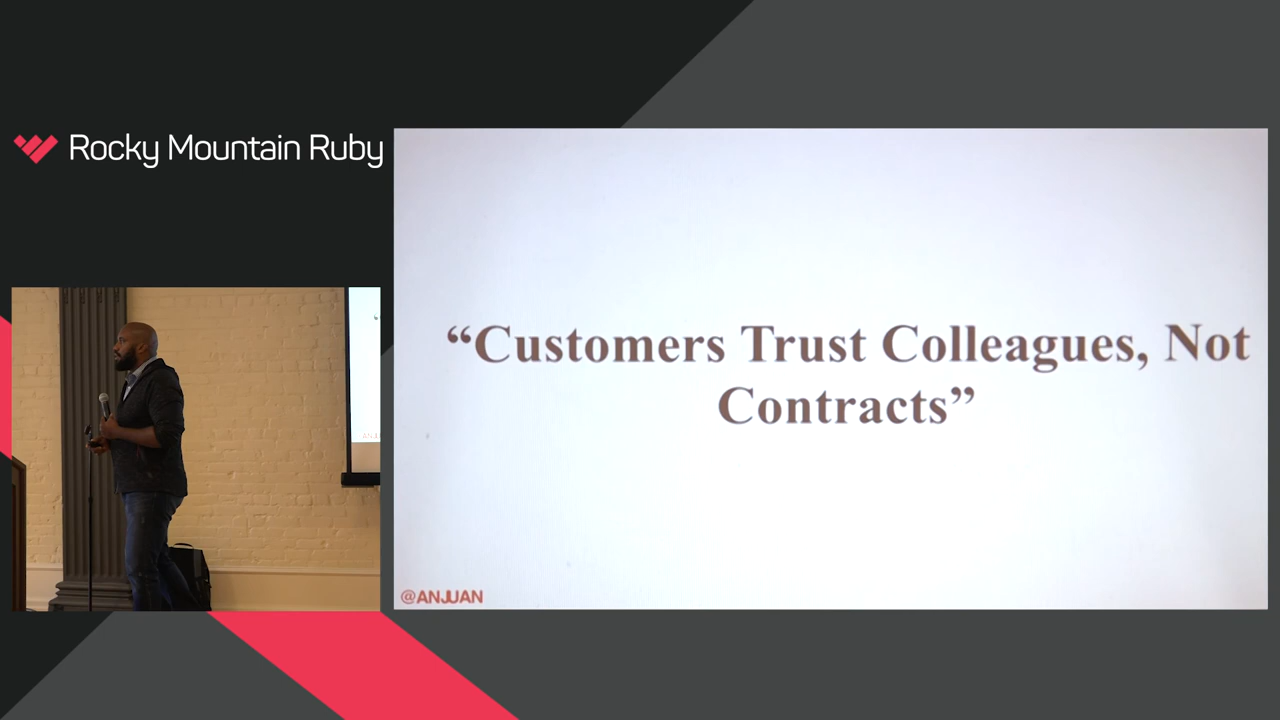 Rocky Mountain Ruby
“Customers Trust Colleagues, Not
Contracts”
@ANJUAN